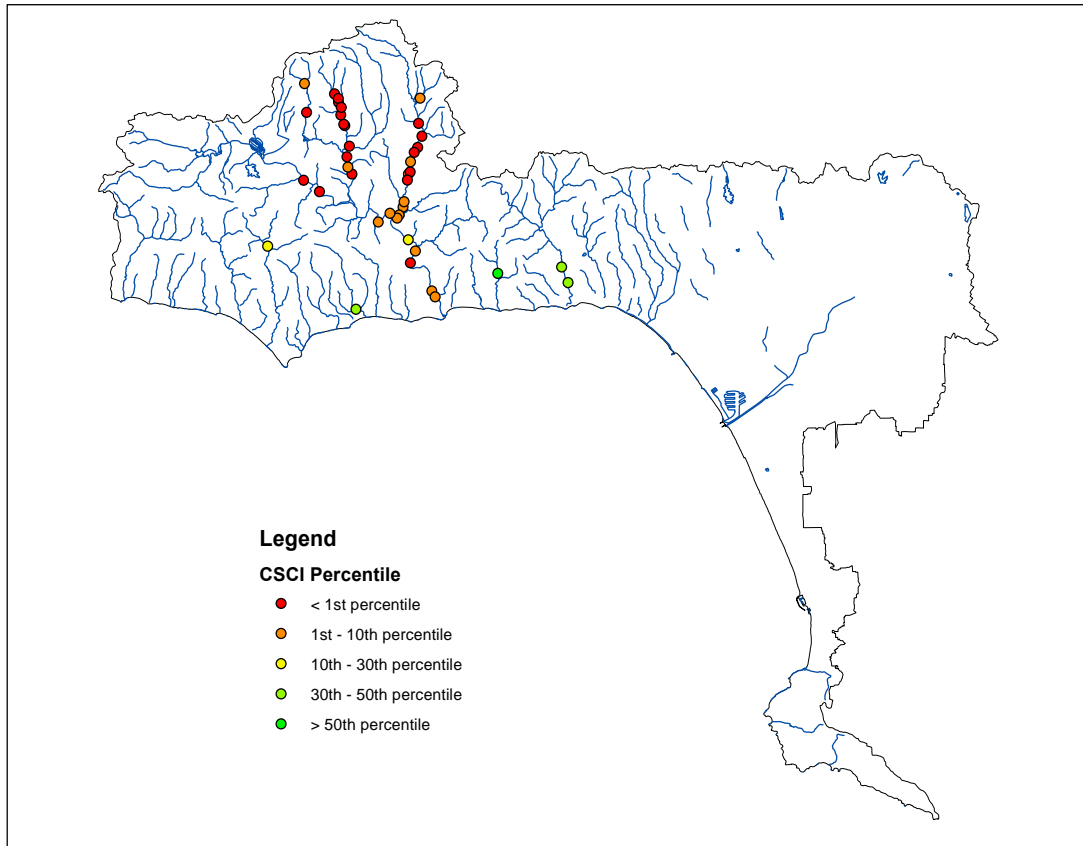 Legend
CSCI Percentile
< 1st percentile
1st - 10th percentile
10th - 30th percentile
30th - 50th percentile
> 50th percentile